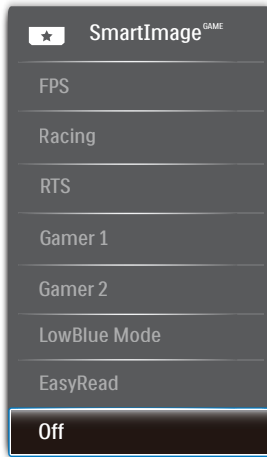 SmartImage GAME
FPS
Racing
RTS
Gamer 1
Gamer 2
LowBlue Mode
EasyRead
Off